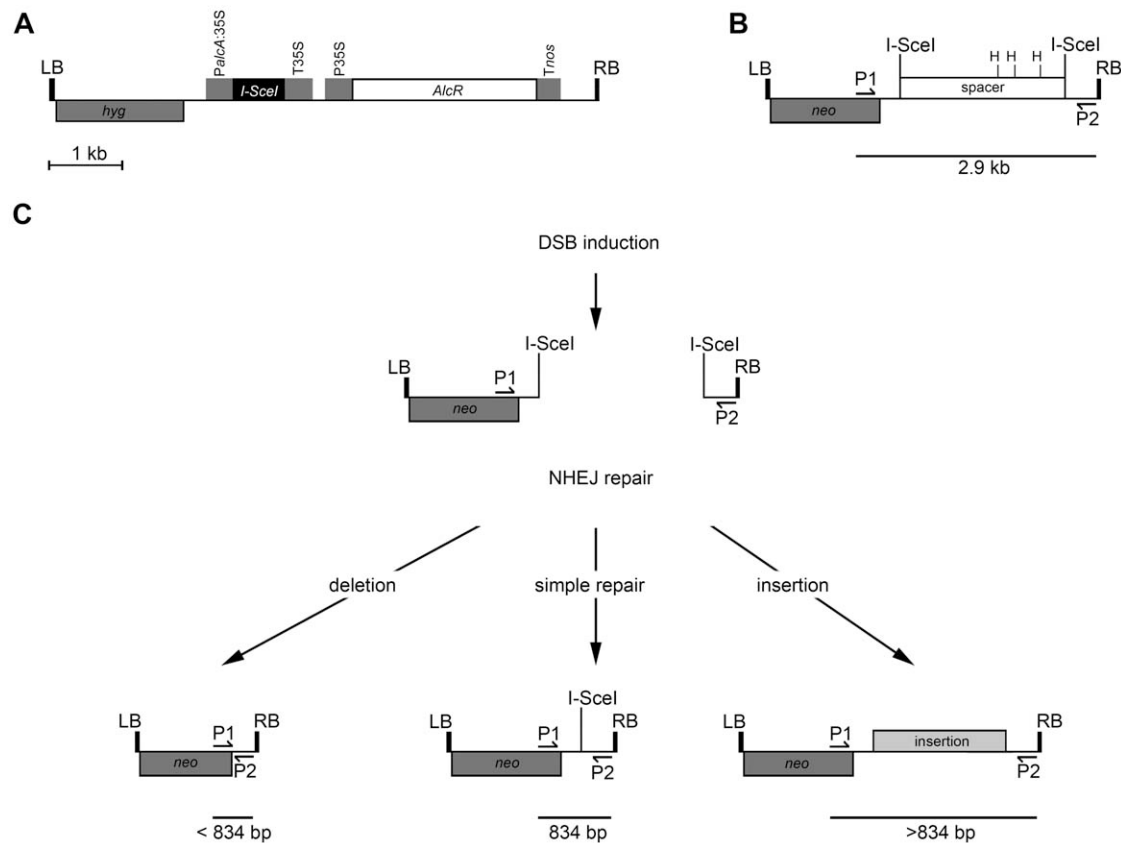 A
LB
PalcA:35S
I-SceI
T35S
P35S
AlcR
Tnos
RB
hyg
1 kb
B
I-SceI
I-SceI
LB
P1
H H H
RB
spacer
neo
P2
2.9 kb
C
DSB induction
I-SceI
I-SceI
LB
P1
RB
neo
P2
NHEJ repair
deletion
simple repair
insertion
LB
P1
RB
neo
P2
< 834 bp
I-SceI
LB
P1
RB
neo
P2
834 bp
LB
P1
insertion
RB
neo
P2
>834 bp